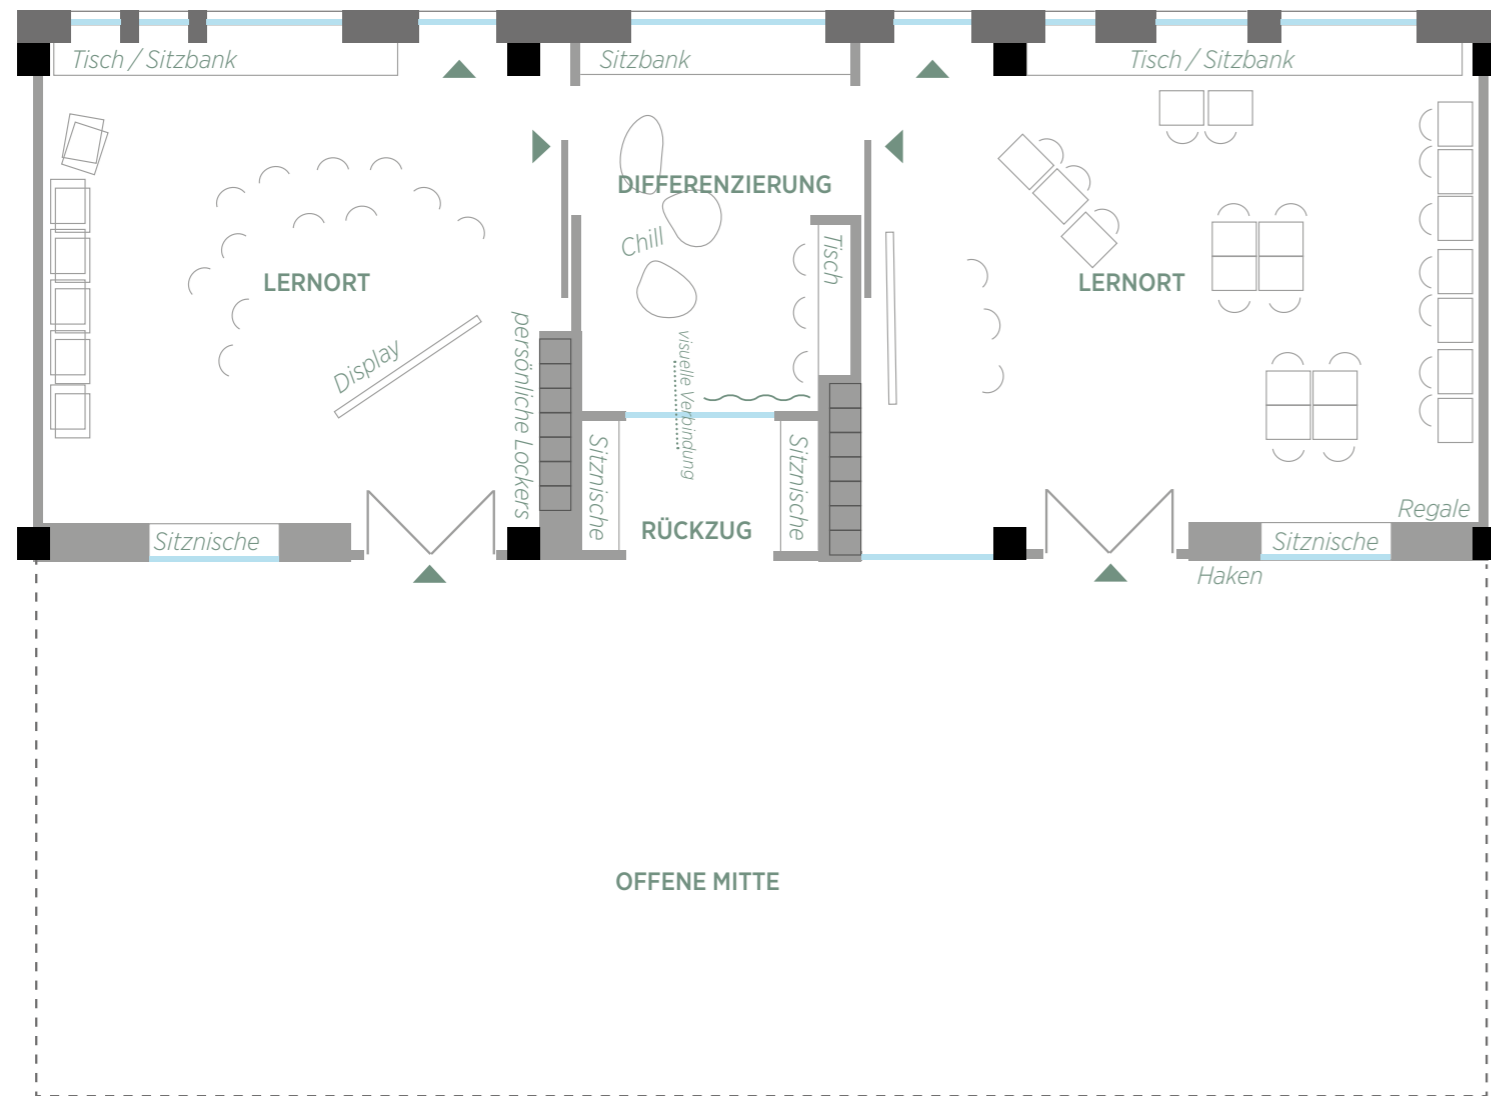 Tisch / Sitzbank
Sitzbank
Tisch / Sitzbank
DIFFERENZIERUNG
Chill
Tisch
LERNORT
LERNORT
Display
persönliche Lockers
visuelle Verbindung
Sitznische
Sitznische
RÜCKZUG
Regale
Sitznische
Sitznische
Haken
OFFENE MITTE